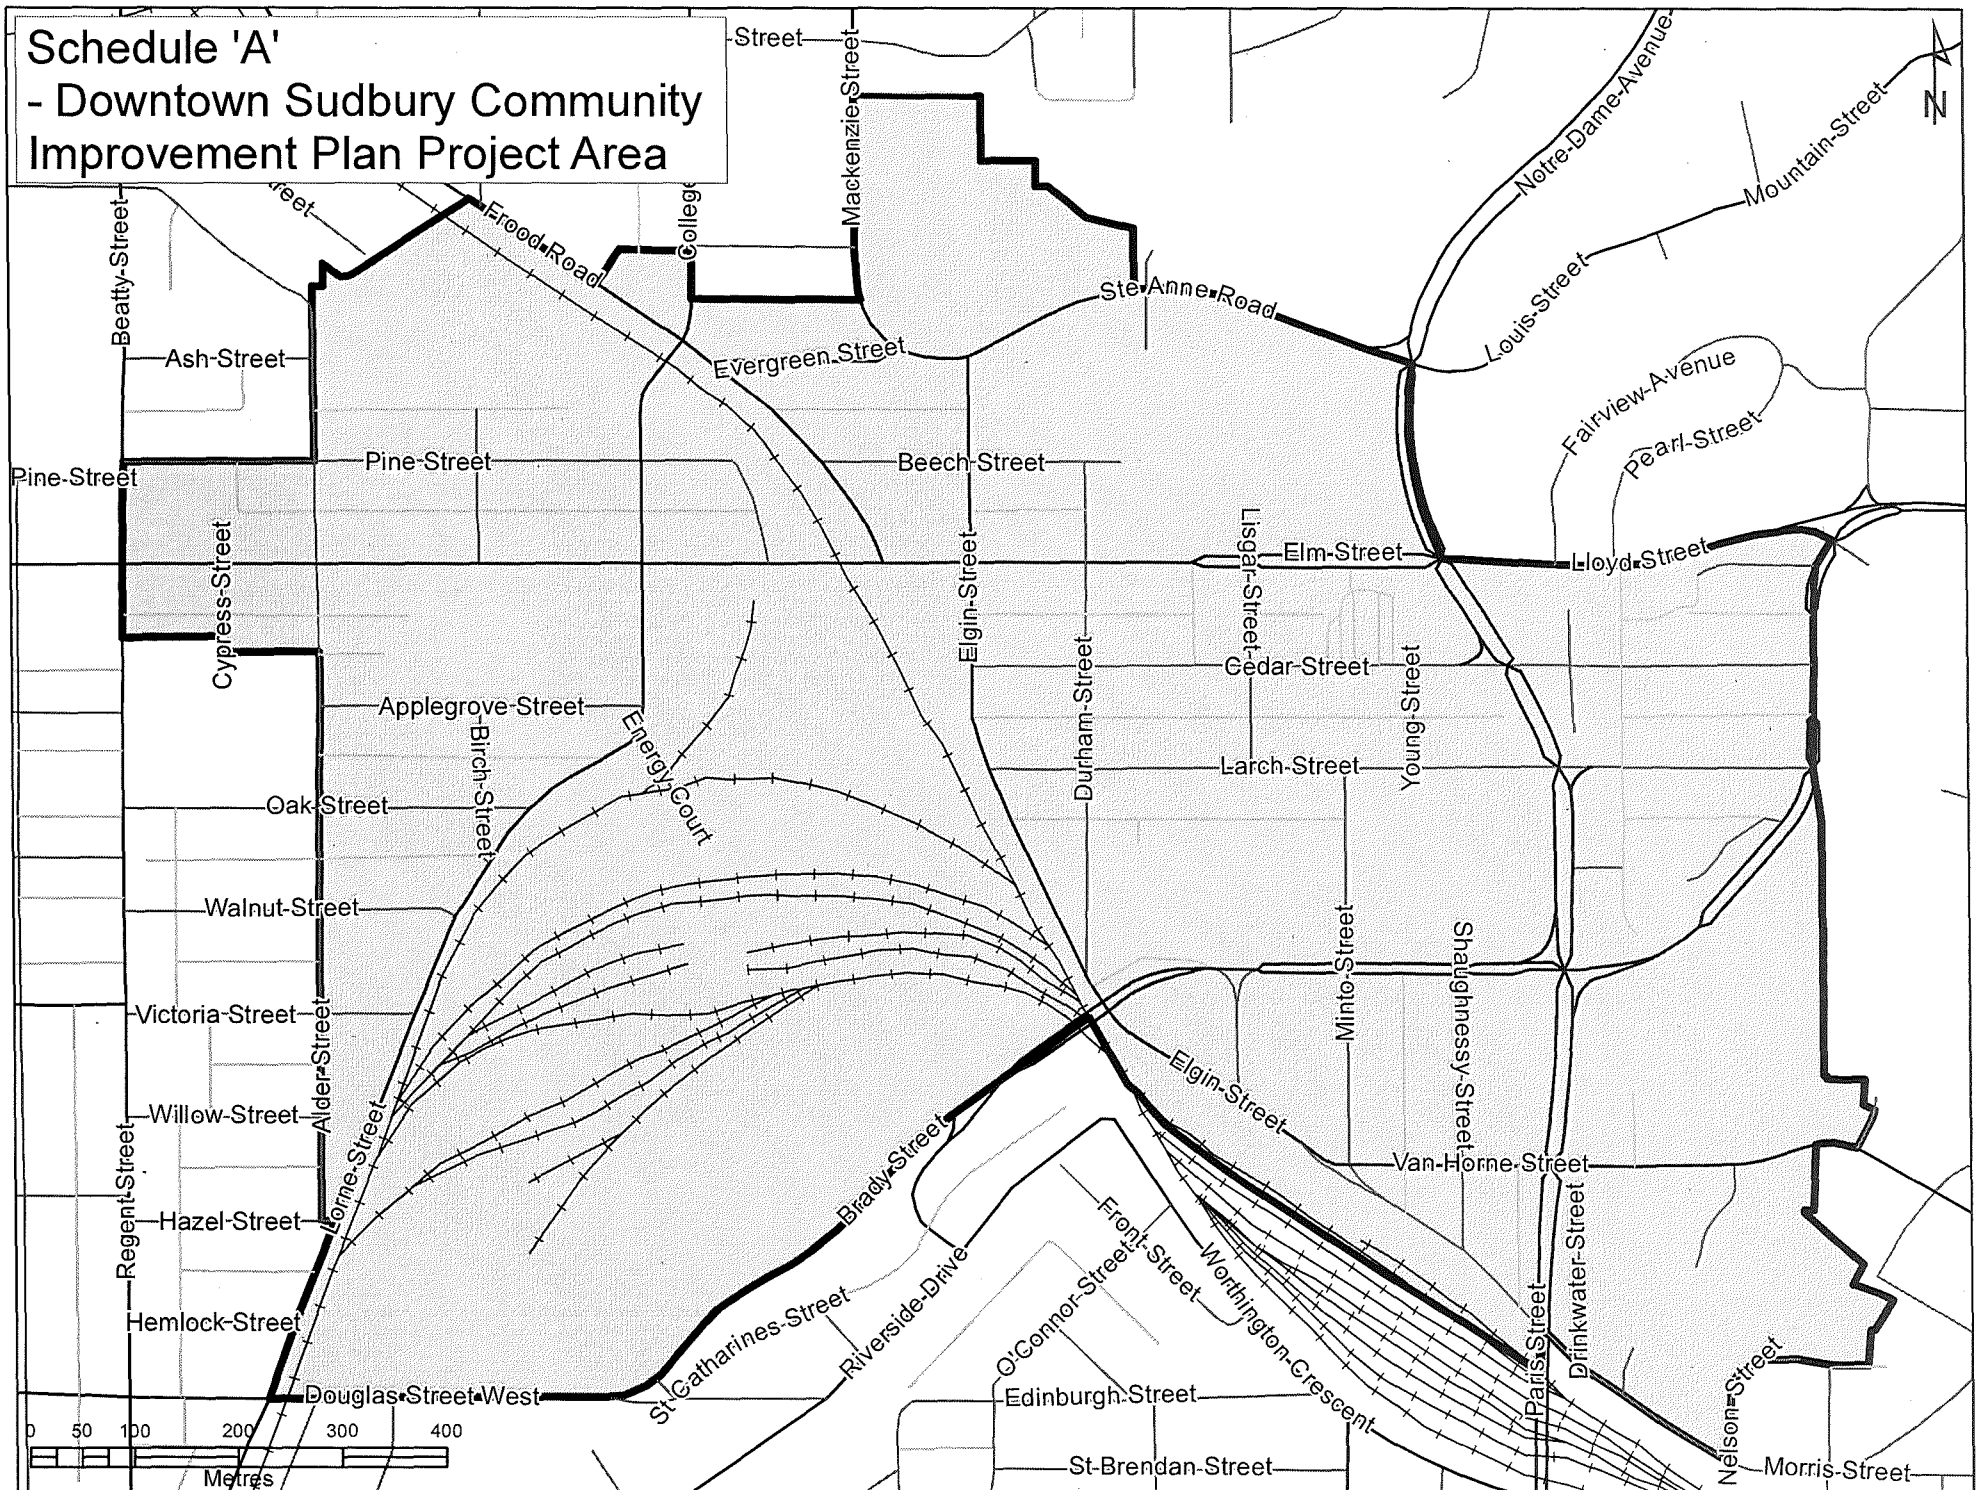 Schedule 'A'
- Downtown Sudbury Community
Improvement Plan Project Area
Street
Mackenzie Street
Notre Dame Avenue
Mountain Street
N
Beatty Street
Frood Road
College
Ste Anne Road
Louis Street
Ash Street
Evergreen Street
Fairview Avenue
Pearl Street
Pine Street
Pine Street
Beech Street
Cypress Street
Elgin Street
Lisgar Street
Elm Street
Lloyd Street
Durham Street
Cedar Street
Young Street
Applegrove Street
Birch Street
Energy Court
Larch Street
Oak Street
Walnut Street
Minto Street
Shaughnessy Street
Victoria Street
Alder Street
Elgin Street
Willow Street
Lorne Street
Regent Street
Brady Street
Van Horne Street
Hazel Street
Drinkwater Street
Front Street
Worthington Crescent
O'Connor Street
Riverside Drive
St Catharines Street
Paris Street
Hemlock Street
Nelson Street
Douglas Street West
Edinburgh Street
0 50 100 200 300 400
Metres
St Brendan Street
Morris Street